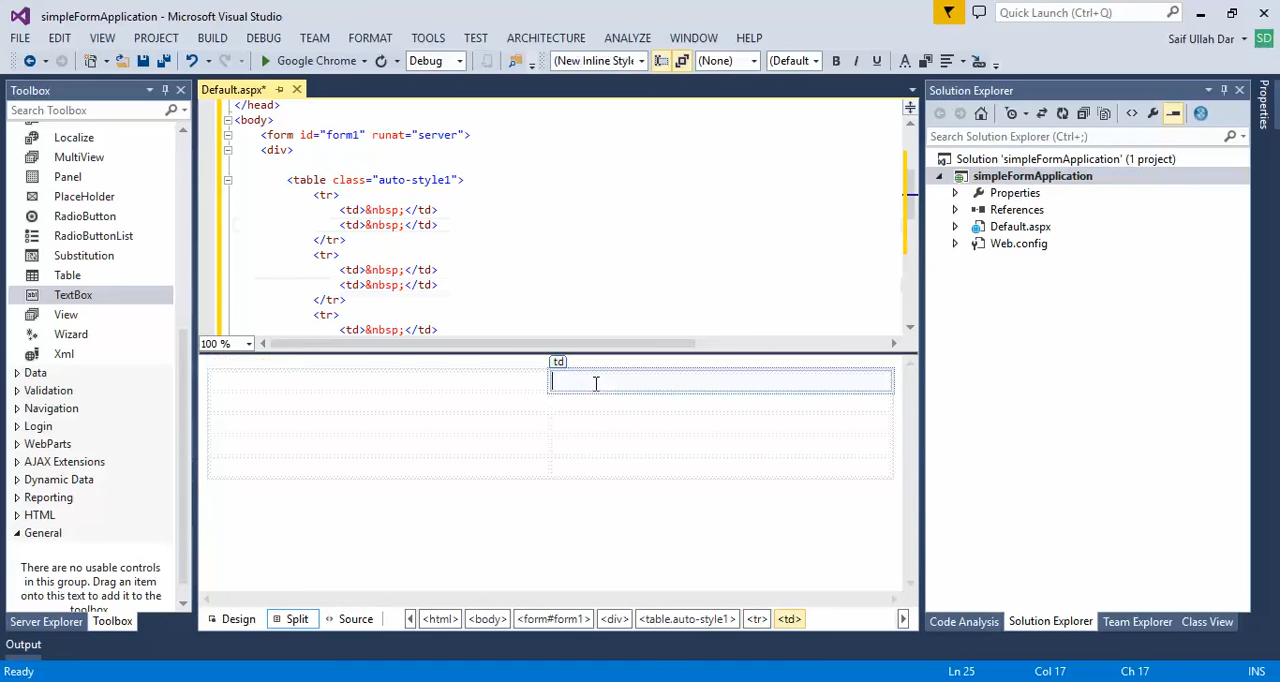 simpleFormApplication - Microsoft Visual Studio
Quick Launch (Ctrl+Q)
FILE EDIT VIEW PROJECT BUILD DEBUG TEAM FORMAT TOOLS TEST ARCHITECTURE ANALYZE WINDOW HELP
Saif Ullah Dar SD
Google Chrome Debug (New Inline Style (None) (Default B I U A
Toolbox
Search Toolbox
Localize
MultiView
Panel
PlaceHolder
RadioButton
RadioButtonList
Substitution
Table
TextBox
View
Wizard
Xml
Data
Validation
Navigation
Login
WebParts
AJAX Extensions
Dynamic Data
Reporting
HTML
General
There are no usable controls
in this group. Drag an item
onto this text to add it to the
toolbox.
Server Explorer Toolbox
Default.aspx*
</head>
<body>
<form id="form1" runat="server">
<div>
<table class="auto-style1">
<tr>
<td>&nbsp;</td>
<td>&nbsp;</td>
</tr>
<tr>
<td>&nbsp;</td>
<td>&nbsp;</td>
</tr>
<tr>
<td>&nbsp;</td>
100 %
td
Design Split Source <html> <body> <form#form1> <div> <table.auto-style1> <tr> <td>
Solution Explorer
Search Solution Explorer (Ctrl+;)
Solution 'simpleFormApplication' (1 project)
simpleFormApplication
Properties
References
Default.aspx
Web.config
Code Analysis Solution Explorer Team Explorer Class View
Properties
Output
Ready Ln 25 Col 17 Ch 17 INS